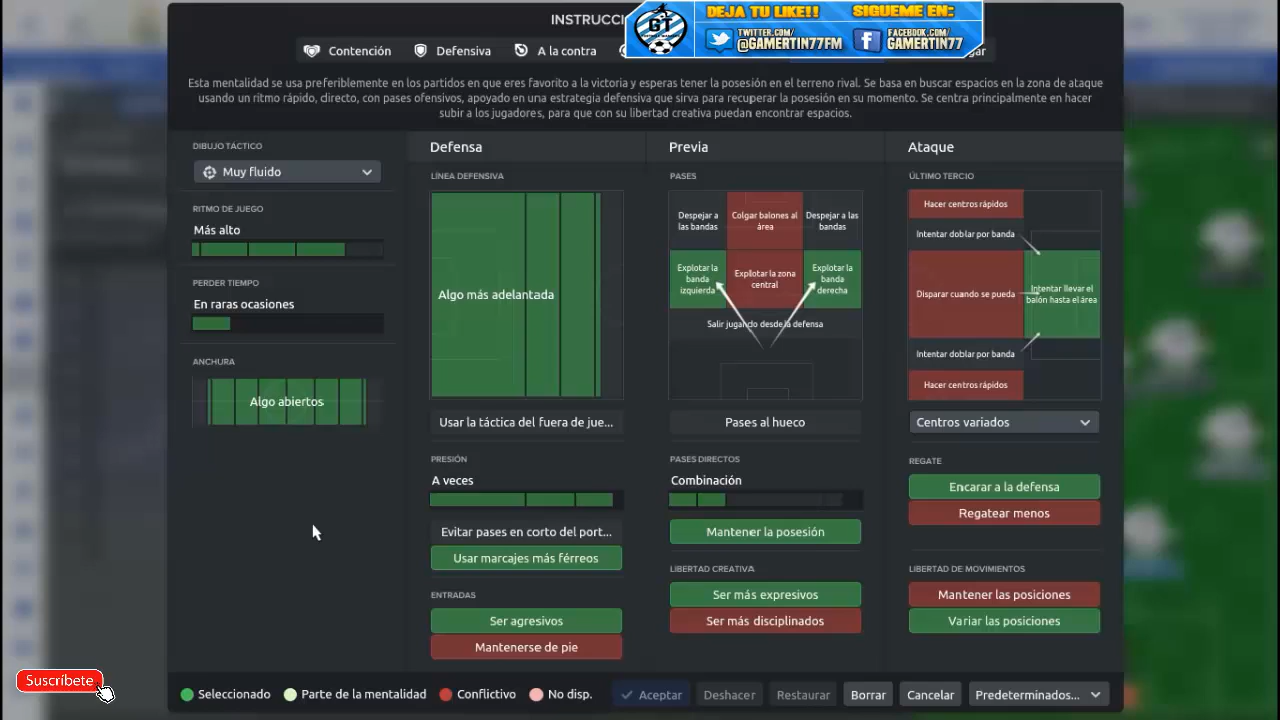 INSTRUCCI
DEJA TU LIKE!! SIGUEME EN:
TWITTER.COM/
@GAMERTIN77FM
FACEBOOK.COM/
GAMERTIN77
GT
Contención
Defensiva
A la contra
Esta mentalidad se usa preferiblemente en los partidos en que eres favorito a la victoria y esperas tener la posesión en el terreno rival. Se basa en buscar espacios en la zona de ataque
usando un ritmo rápido, directo, con pases ofensivos, apoyado en una estrategia defensiva que sirva para recuperar la posesión en su momento. Se centra principalmente en hacer
subir a los jugadores, para que con su libertad creativa puedan encontrar espacios.
DIBUJO TÁCTICO
Muy fluido
RITMO DE JUEGO
Más alto
PERDER TIEMPO
En raras ocasiones
ANCHURA
Algo abiertos
Defensa
LÍNEA DEFENSIVA
Algo más adelantada
Usar la táctica del fuera de jue...
PRESIÓN
A veces
Evitar pases en corto del port...
Usar marcajes más férreos
ENTRADAS
Ser agresivos
Mantenerse de pie
Previa
PASES
Despejar a
las bandas
Colgar balones al
área
Despejar a las
bandas
Explotar la
banda
izquierda
Explotar la zona
central
Explotar la
banda
derecha
Salir jugando desde la defensa
Pases al hueco
PASES DIRECTOS
Combinación
Mantener la posesión
LIBERTAD CREATIVA
Ser más expresivos
Ser más disciplinados
Ataque
ÚLTIMO TERCIO
Hacer centros rápidos
Intentar doblar por banda
Disparar cuando se pueda
Intentar llevar el
balón hasta el área
Intentar doblar por banda
Hacer centros rápidos
Centros variados
REGATE
Encarar a la defensa
Regatear menos
LIBERTAD DE MOVIMIENTOS
Mantener las posiciones
Variar las posiciones
Suscríbete
Seleccionado
Parte de la mentalidad
Conflictivo
No disp.
Aceptar
Deshacer
Restaurar
Borrar
Cancelar
Predeterminados...